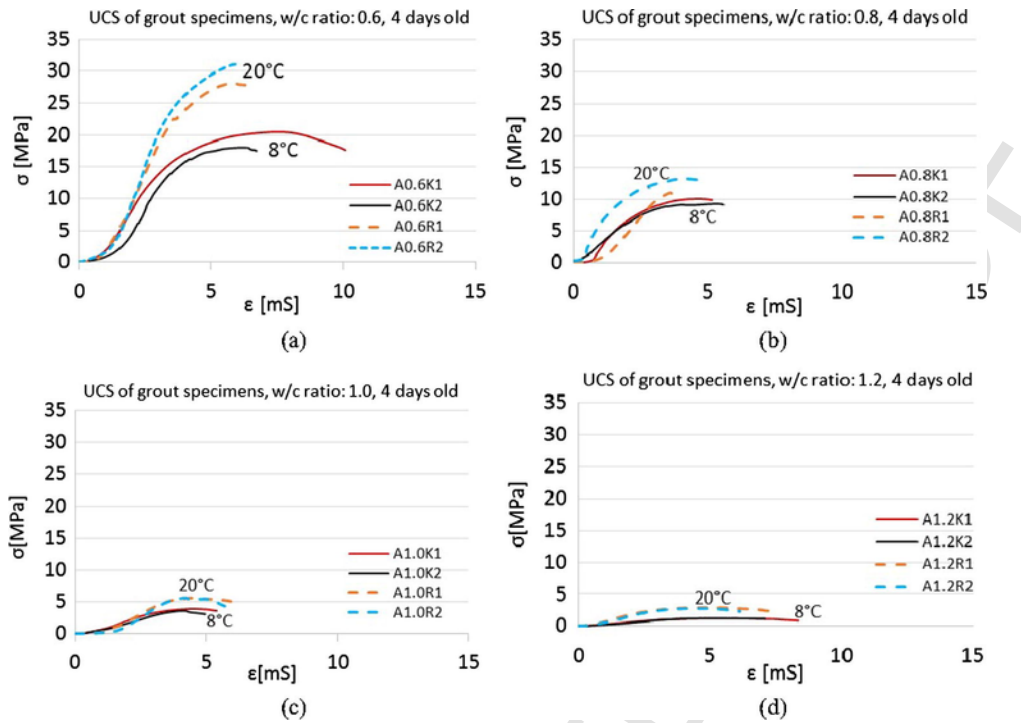 UCS of grout specimens, w/c ratio: 0.6, 4 days old
35
30
25
20
15
10
5
0
σ [MPa]
20°C
8°C
A0.6K1
A0.6K2
A0.6R1
A0.6R2
0 5 10 15
ε [mS]
(a)
UCS of grout specimens, w/c ratio: 0.8, 4 days old
35
30
25
20
15
10
5
0
σ [MPa]
20°C
8°C
A0.8K1
A0.8K2
A0.8R1
A0.8R2
0 5 10 15
ε [mS]
(b)
UCS of grout specimens, w/c ratio: 1.0, 4 days old
35
30
25
20
15
10
5
0
σ[MPa]
20°C
8°C
A1.0K1
A1.0K2
A1.0R1
A1.0R2
0 5 10 15
ε[mS]
(c)
UCS of grout specimens, w/c ratio: 1.2, 4 days old
35
30
25
20
15
10
5
0
σ[MPa]
20°C
8°C
A1.2K1
A1.2K2
A1.2R1
A1.2R2
0 5 10 15
ε [mS]
(d)